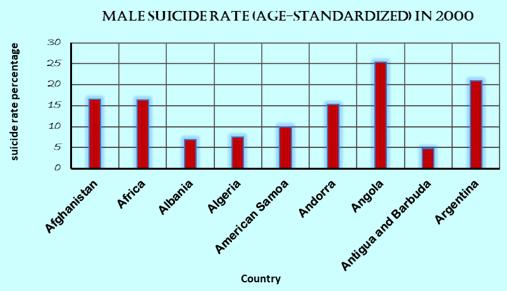 MALE SUICIDE RATE (AGE-STANDARDIZED) IN 2000
suicide rate percentage
30
25
20
15
10
5
0
Afghanistan
Africa
Albania
Algeria
American Samoa
Andorra
Angola
Antigua and Barbuda
Argentina
Country